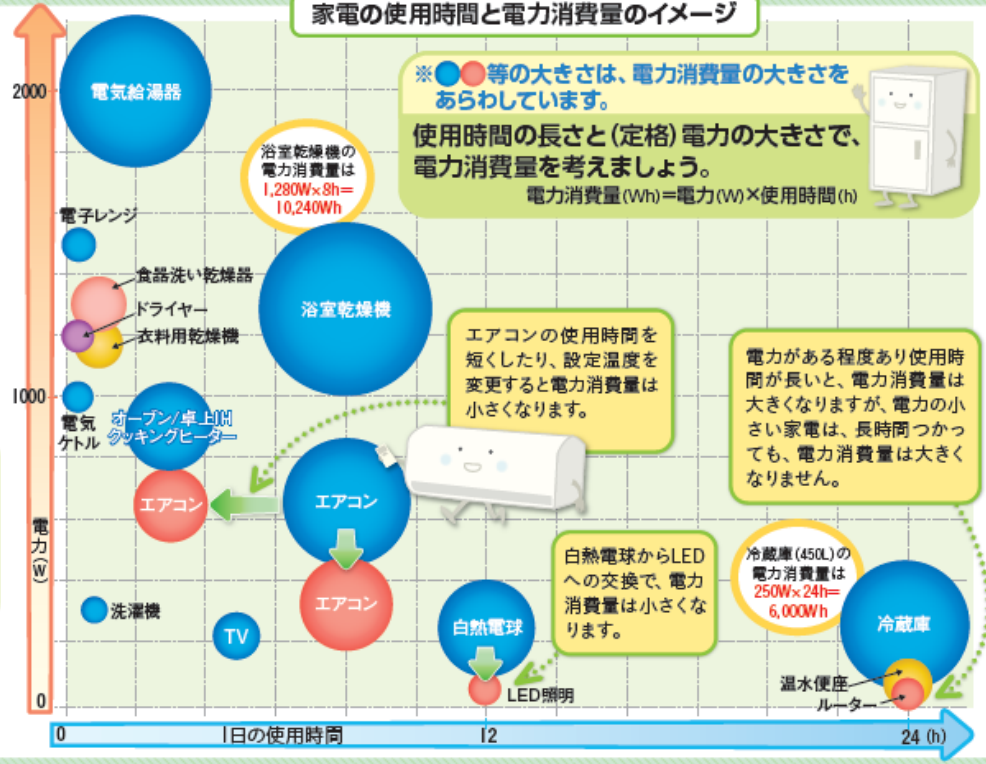 家電の使用時間と電力消費量のイメージ
※●●等の大きさは、電力消費量の大きさを
あらわしています。
使用時間の長さと(定格)電力の大きさで、
電力消費量を考えましょう。
電力消費量(Wh)=電力(W)×使用時間(h)
2000
電気給湯器
浴室乾燥機の
電力消費量は
1,280W×8h=
10,240Wh
電子レンジ
食器洗い乾燥器
ドライヤー
衣料用乾燥機
浴室乾燥機
エアコンの使用時間を
短くしたり、設定温度を
変更すると電力消費量は
小さくなります。
電力がある程度あり使用時
間が長いと、電力消費量は
大きくなりますが、電力の小
さい家電は、長時間つかっ
ても、電力消費量は大きく
なりません。
1000
電気
ケトル
オーブン/卓上IH
クッキングヒーター
エアコン
エアコン
エアコン
電力(W)
白熱電球からLED
への交換で、電力
消費量は小さくな
ります。
冷蔵庫(450L)の
電力消費量は
250W×24h=
6,000Wh
洗濯機
TV
白熱電球
冷蔵庫
LED照明
温水便座
ルーター
0
0
1日の使用時間
12
24 (h)